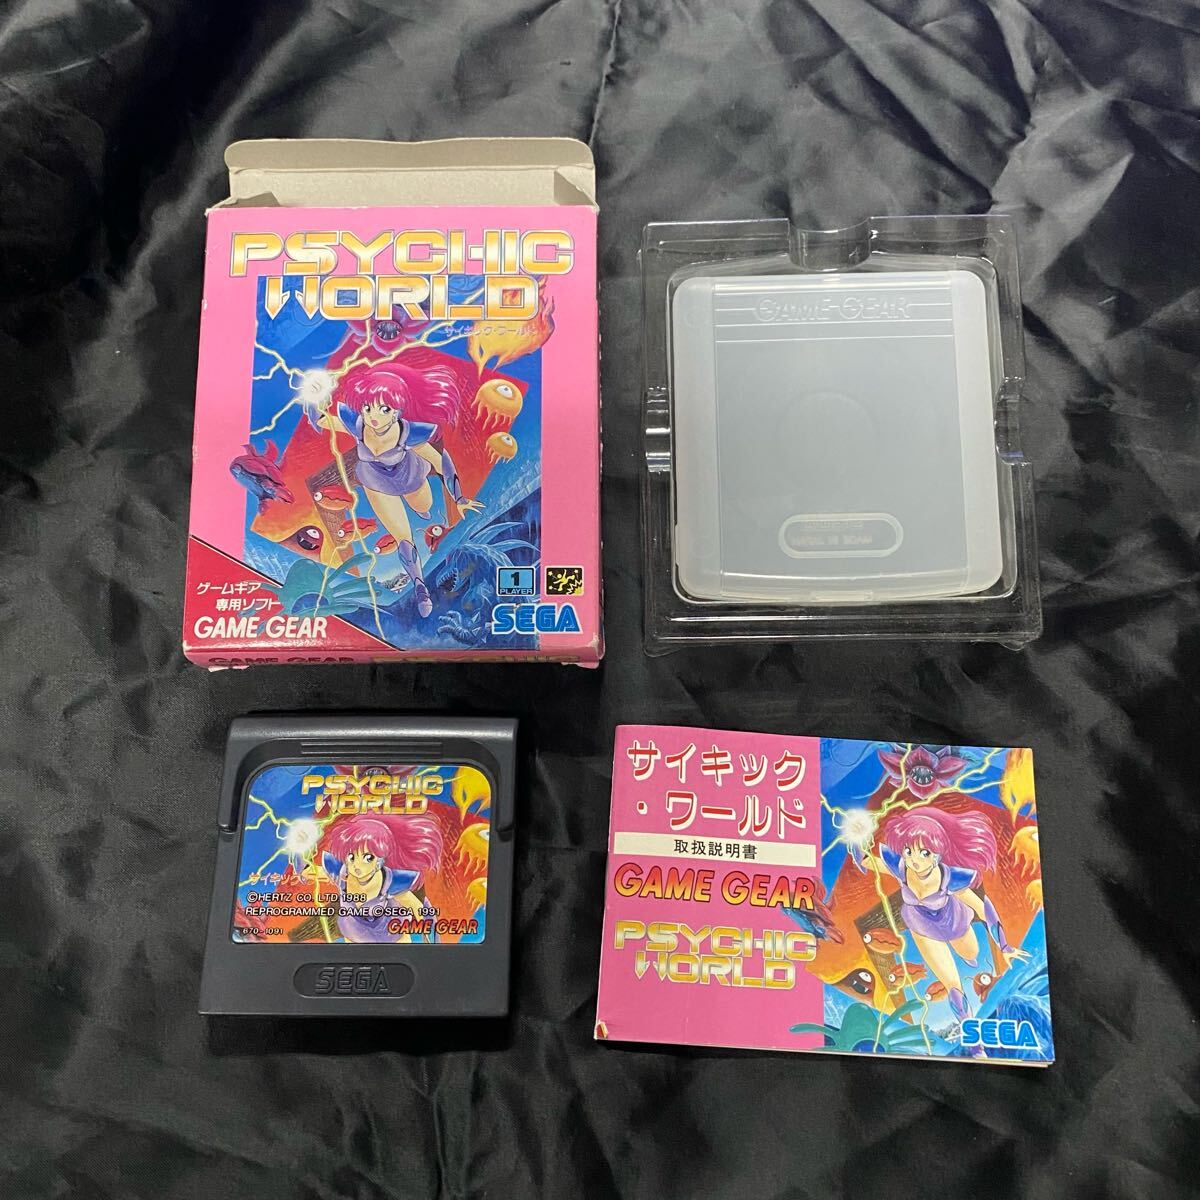 PSYCHIC
WORLD
サイキック・ワールド
ゲームギア
専用ソフト
GAME GEAR
1
PLAYER
SEGA
GAME GEAR
PSYCHIC
GAME GEAR
PSYCHIC
WORLD
サイキック・ワールド
©HERTZ CO. LTD 1988
REPROGRAMMED GAME ©SEGA 1991
670-1091
GAME GEAR
SEGA
サイキック
・ワールド
取扱説明書
GAME GEAR
PSYCHIC
WORLD
SEGA